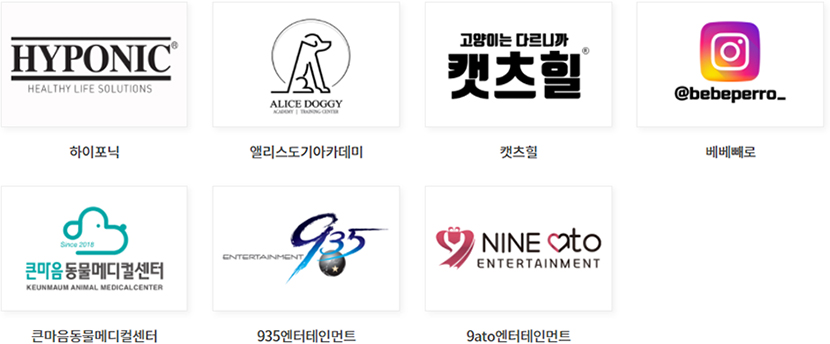 HYPONIC®
HEALTHY LIFE SOLUTIONS
하이포닉
ALICE DOGGY
ACADEMY | TRAINING CENTER
앨리스도기아카데미
고양이는 다르니까
캣츠힐®
캣츠힐
@bebeperro_
베베빼로
Since 2018
큰마음동물메디컬센터
KEUNMAUM ANIMAL MEDICALCENTER
큰마음동물메디컬센터
935
ENTERTAINMENT
935엔터테인먼트
9 NINE ato
ENTERTAINMENT
9ato엔터테인먼트